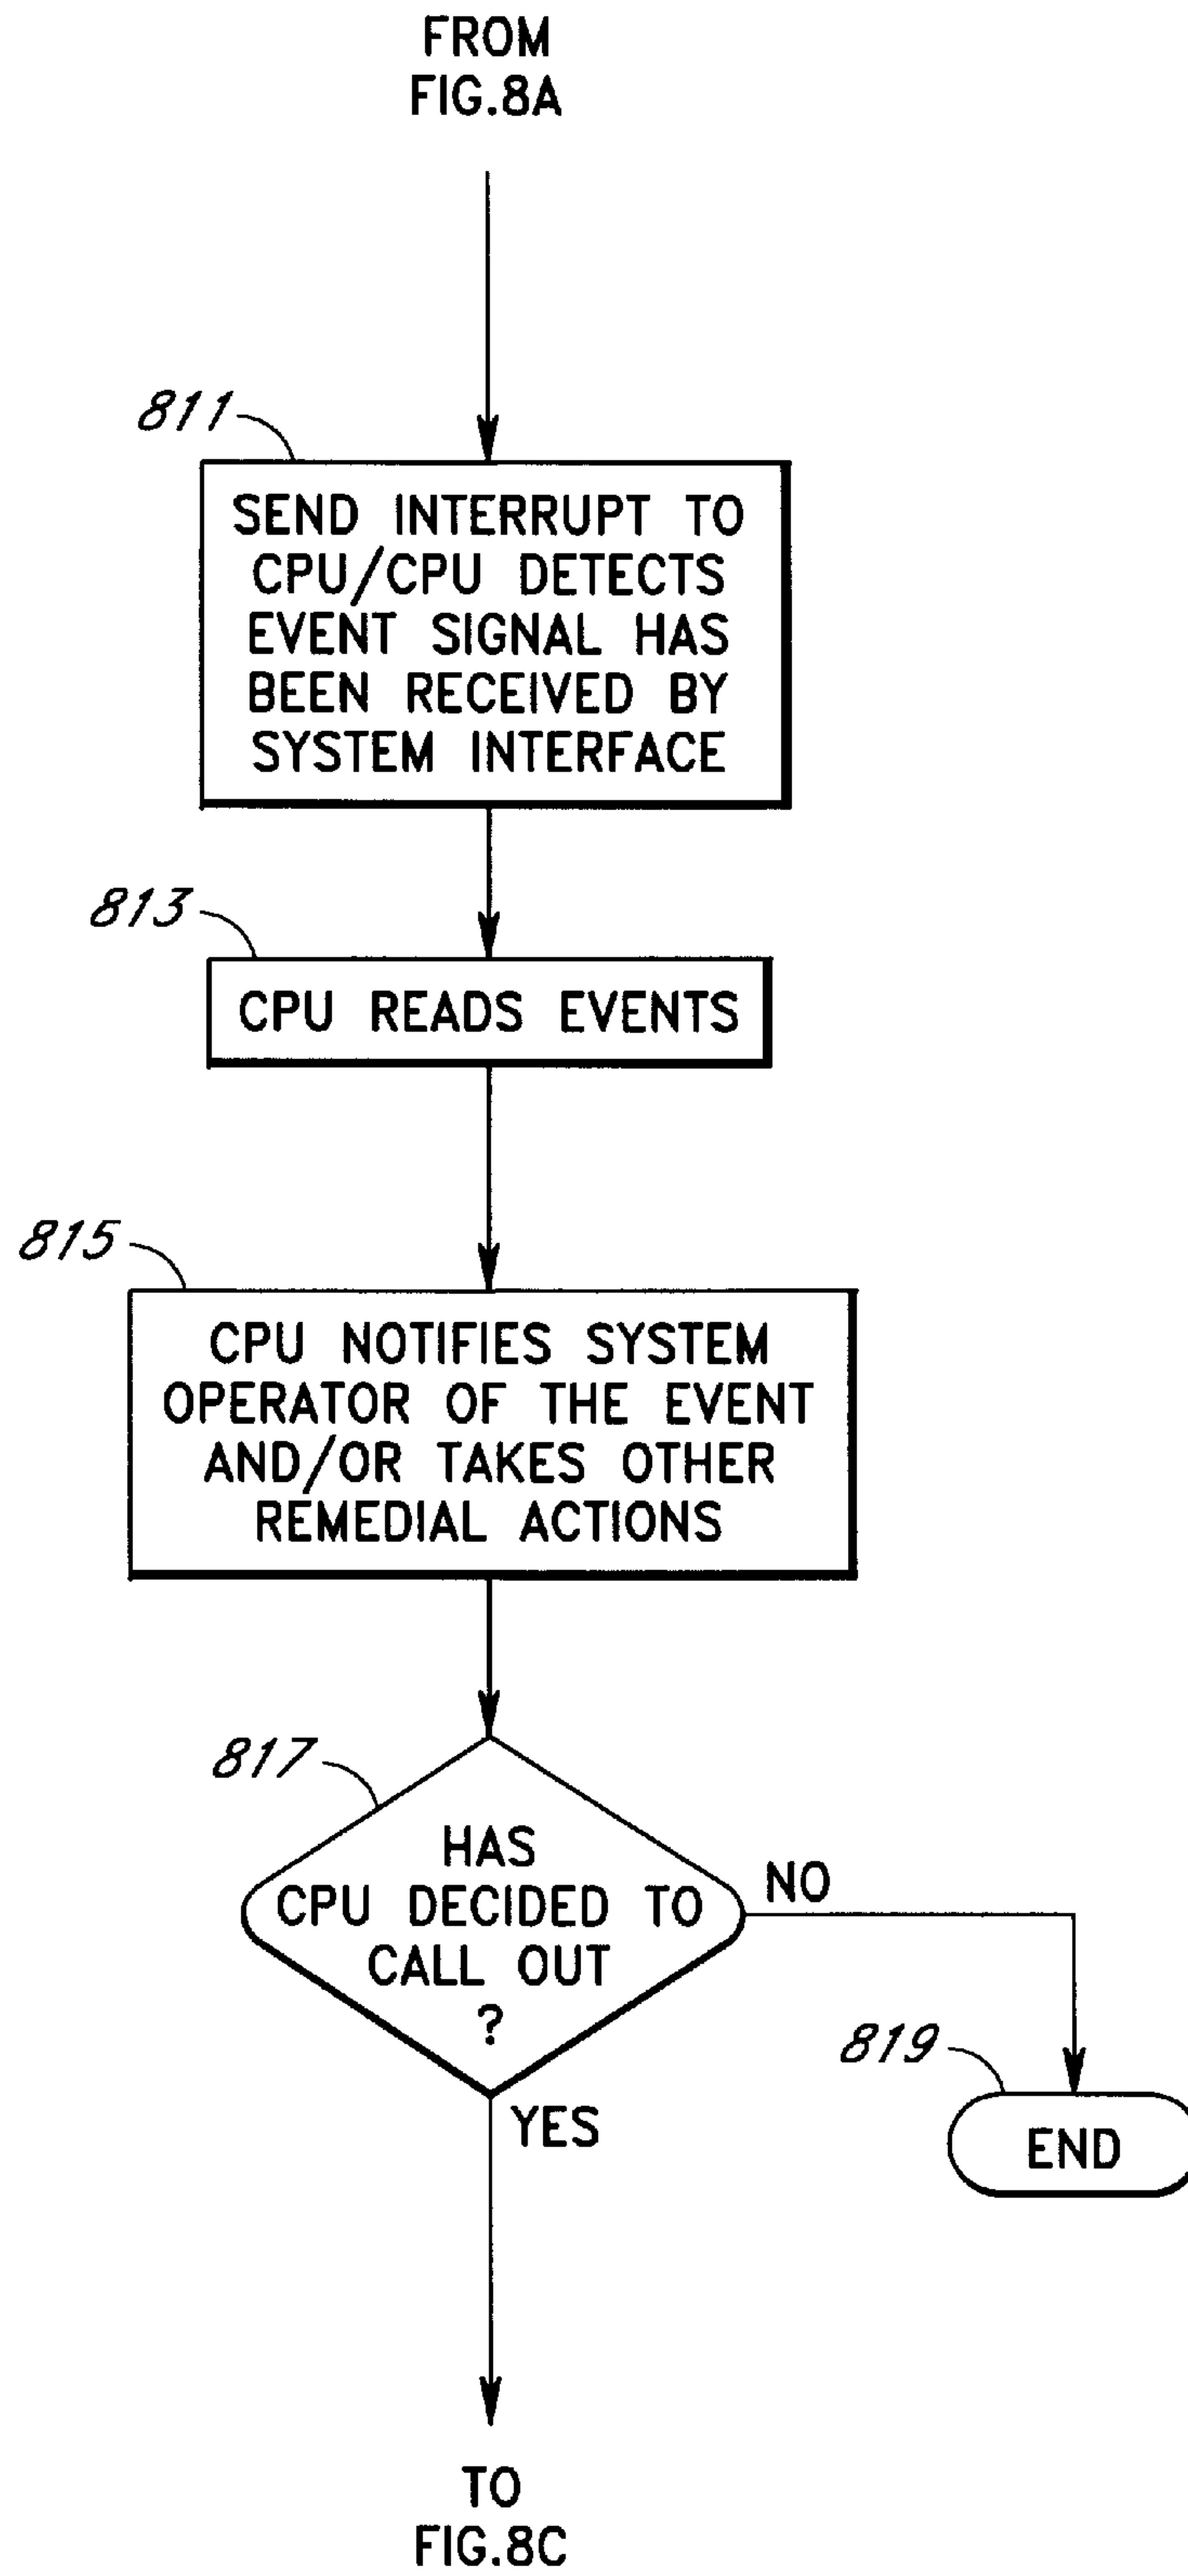 FROM
FIG.8A
811
SEND INTERRUPT TO
CPU/CPU DETECTS
EVENT SIGNAL HAS
BEEN RECEIVED BY
SYSTEM INTERFACE
813
CPU READS EVENTS
815
CPU NOTIFIES SYSTEM
OPERATOR OF THE EVENT
AND/OR TAKES OTHER
REMEDIAL ACTIONS
817
HAS
CPU DECIDED TO
CALL OUT
?
NO
819
END
YES
TO
FIG.8C